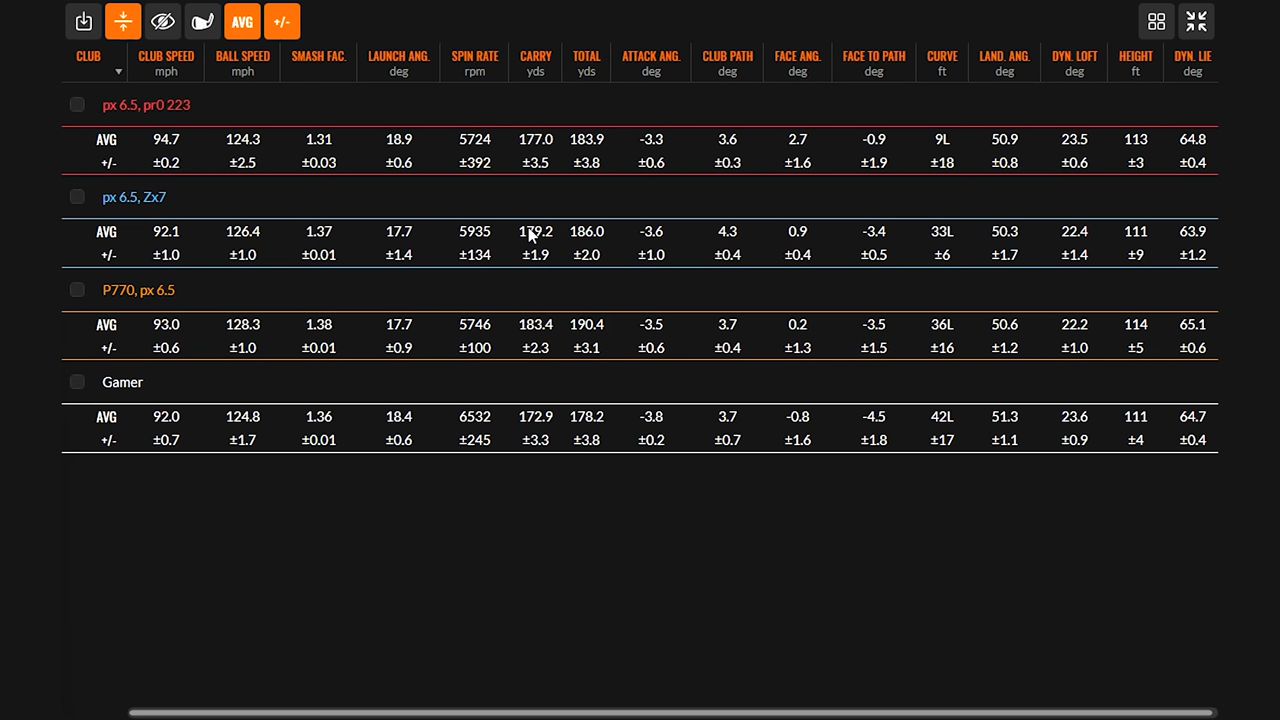 AVG +/-
CLUB CLUB SPEED BALL SPEED SMASH FAC. LAUNCH ANG. SPIN RATE CARRY TOTAL ATTACK ANG. CLUB PATH FACE ANG. FACE TO PATH CURVE LAND. ANG. DYN. LOFT HEIGHT DYN. LIE
mph mph deg rpm yds yds deg deg deg deg ft deg deg ft deg
px 6.5, pr0 223
AVG 94.7 124.3 1.31 18.9 5724 177.0 183.9 -3.3 3.6 2.7 -0.9 9L 50.9 23.5 113 64.8
+/- ±0.2 ±2.5 ±0.03 ±0.6 ±392 ±3.5 ±3.8 ±0.6 ±0.3 ±1.6 ±1.9 ±18 ±0.8 ±0.6 ±3 ±0.4
px 6.5, Zx7
AVG 92.1 126.4 1.37 17.7 5935 179.2 186.0 -3.6 4.3 0.9 -3.4 33L 50.3 22.4 111 63.9
+/- ±1.0 ±1.0 ±0.01 ±1.4 ±134 ±1.9 ±2.0 ±1.0 ±0.4 ±0.4 ±0.5 ±6 ±1.7 ±1.4 ±9 ±1.2
P770, px 6.5
AVG 93.0 128.3 1.38 17.7 5746 183.4 190.4 -3.5 3.7 0.2 -3.5 36L 50.6 22.2 114 65.1
+/- ±0.6 ±1.0 ±0.01 ±0.9 ±100 ±2.3 ±3.1 ±0.6 ±0.4 ±1.3 ±1.5 ±16 ±1.2 ±1.0 ±5 ±0.6
Gamer
AVG 92.0 124.8 1.36 18.4 6532 172.9 178.2 -3.8 3.7 -0.8 -4.5 42L 51.3 23.6 111 64.7
+/- ±0.7 ±1.7 ±0.01 ±0.6 ±245 ±3.3 ±3.8 ±0.2 ±0.7 ±1.6 ±1.8 ±17 ±1.1 ±0.9 ±4 ±0.4